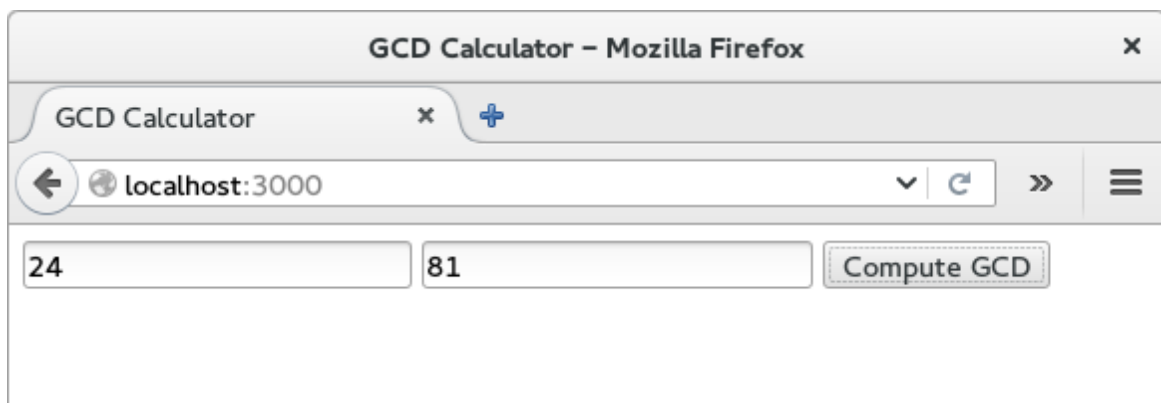 GCD Calculator – Mozilla Firefox
GCD Calculator
localhost:3000
24 81 Compute GCD